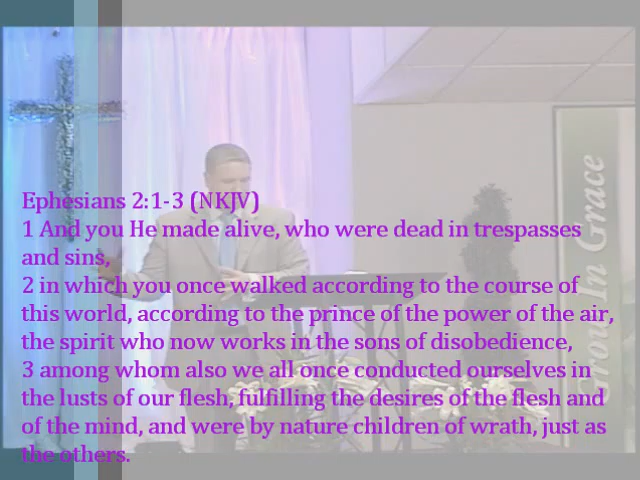 Ephesians 2:1-3 (NKJV)
1 And you He made alive, who were dead in trespasses
and sins,
2 in which you once walked according to the course of
this world, according to the prince of the power of the air,
the spirit who now works in the sons of disobedience,
3 among whom also we all once conducted ourselves in
the lusts of our flesh, fulfilling the desires of the flesh and
of the mind, and were by nature children of wrath, just as
the others.
Grow In Grace